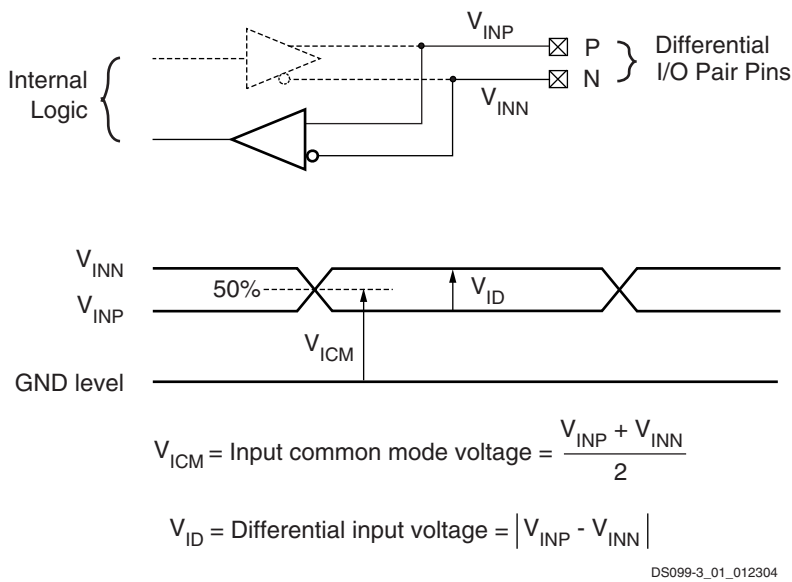 V_INP
P
Differential
I/O Pair Pins
N
V_INN
Internal
Logic
V_INN
50%
V_ID
V_INP
V_ICM
GND level
V_ICM = Input common mode voltage = (V_INP + V_INN) / 2
V_ID = Differential input voltage = |V_INP - V_INN|
DS099-3_01_012304